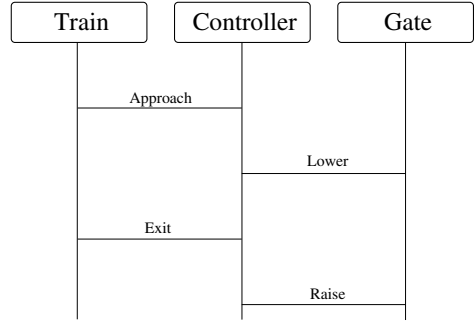 Train
Controller
Gate
Approach
Lower
Exit
Raise